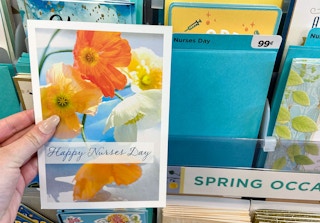 Nurses Day
99¢
Happy Nurses Day
SPRING OCCA